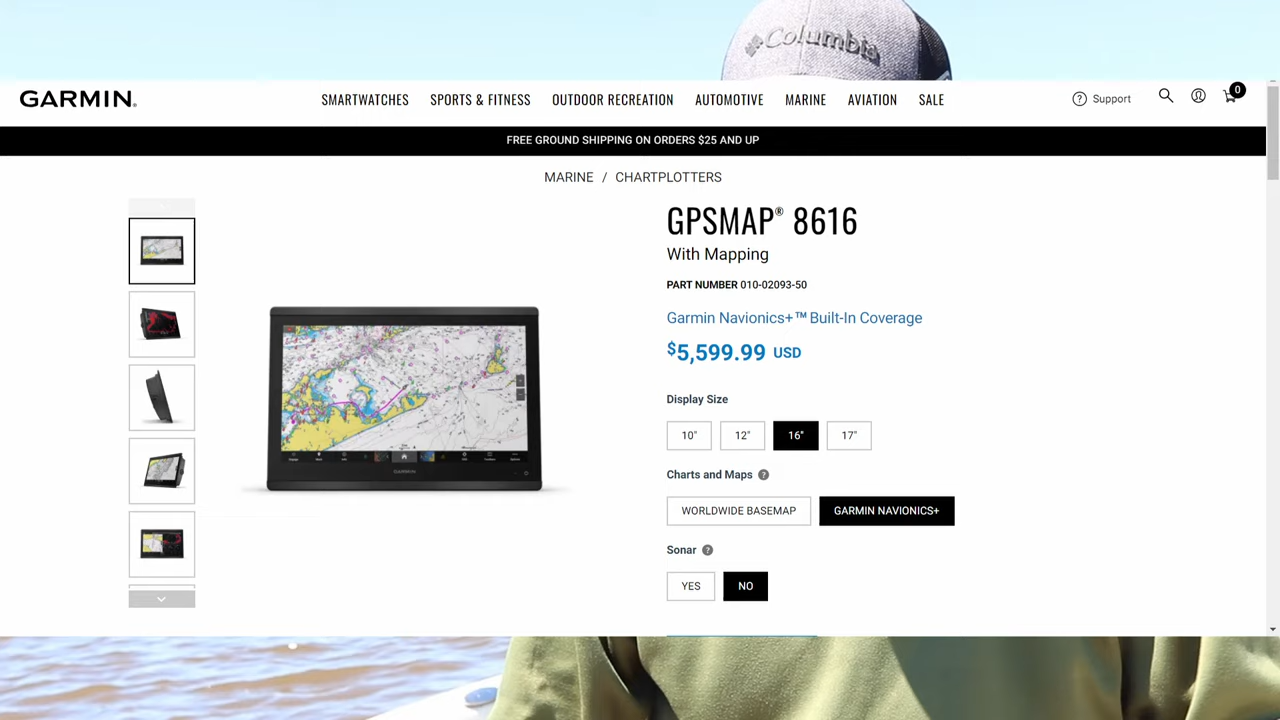 Columbia
GARMIN.
SMARTWATCHES SPORTS & FITNESS OUTDOOR RECREATION AUTOMOTIVE MARINE AVIATION SALE
? Support
0
FREE GROUND SHIPPING ON ORDERS $25 AND UP
MARINE / CHARTPLOTTERS
GPSMAP® 8616
With Mapping
PART NUMBER 010-02093-50
Garmin Navionics+™ Built-In Coverage
$5,599.99 USD
Display Size
10" 12" 16" 17"
Charts and Maps ?
WORLDWIDE BASEMAP GARMIN NAVIONICS+
Sonar ?
YES NO
GARMIN